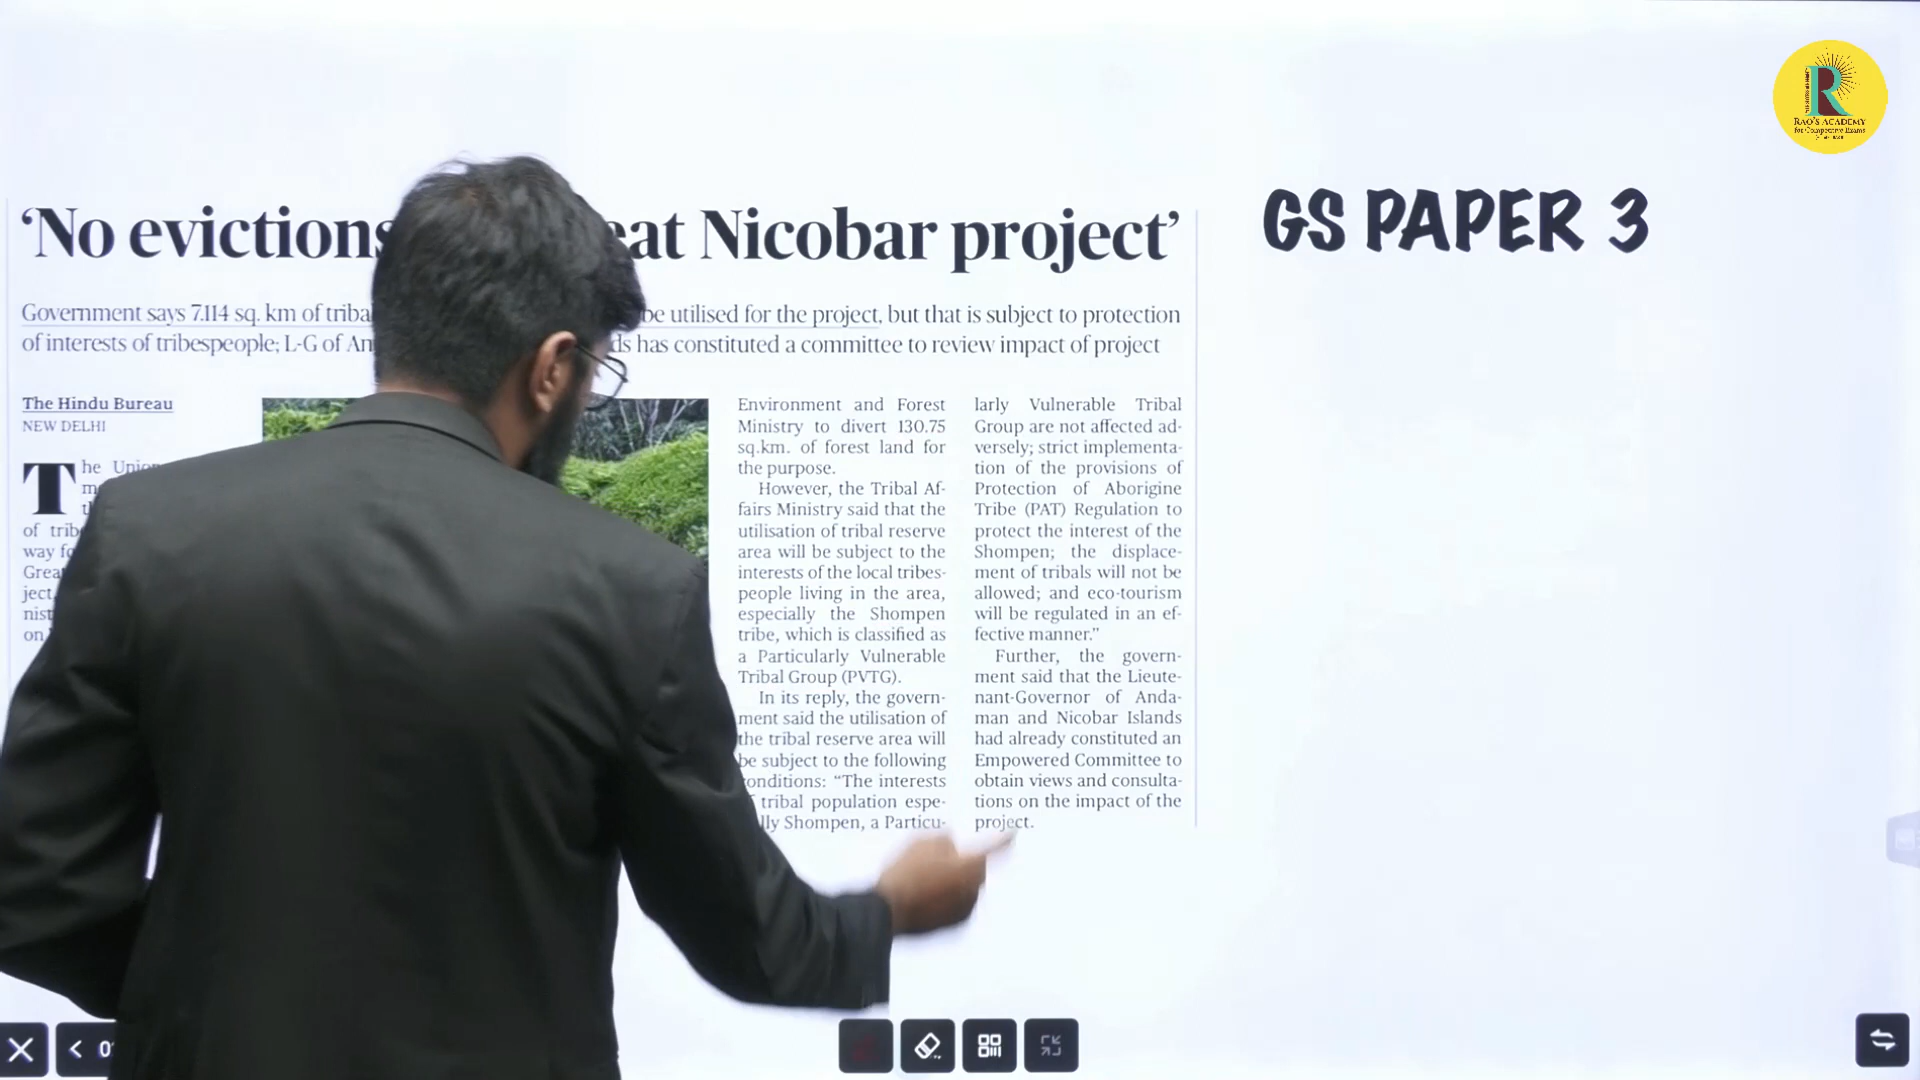 RAO'S ACADEMY
for Competitive Exams
GS PAPER 3
'No evictions eat Nicobar project'
Government says 7.114 sq. km of triba be utilised for the project, but that is subject to protection
of interests of tribespeople; L-G of An ds has constituted a committee to review impact of project
The Hindu Bureau
NEW DELHI
The Union
m
th
of trib
way fo
Grea
ject,
nist
on
Environment and Forest
Ministry to divert 130.75
sq.km. of forest land for
the purpose.
However, the Tribal Af-
fairs Ministry said that the
utilisation of tribal reserve
area will be subject to the
interests of the local tribes-
people living in the area,
especially the Shompen
tribe, which is classified as
a Particularly Vulnerable
Tribal Group (PVTG).
In its reply, the govern-
ment said the utilisation of
the tribal reserve area will
be subject to the following
conditions: “The interests
tribal population espe-
lly Shompen, a Particu-
larly Vulnerable Tribal
Group are not affected ad-
versely; strict implementa-
tion of the provisions of
Protection of Aborigine
Tribe (PAT) Regulation to
protect the interest of the
Shompen; the displace-
ment of tribals will not be
allowed; and eco-tourism
will be regulated in an ef-
fective manner.”
Further, the govern-
ment said that the Lieute-
nant-Governor of Anda-
man and Nicobar Islands
had already constituted an
Empowered Committee to
obtain views and consulta-
tions on the impact of the
project.